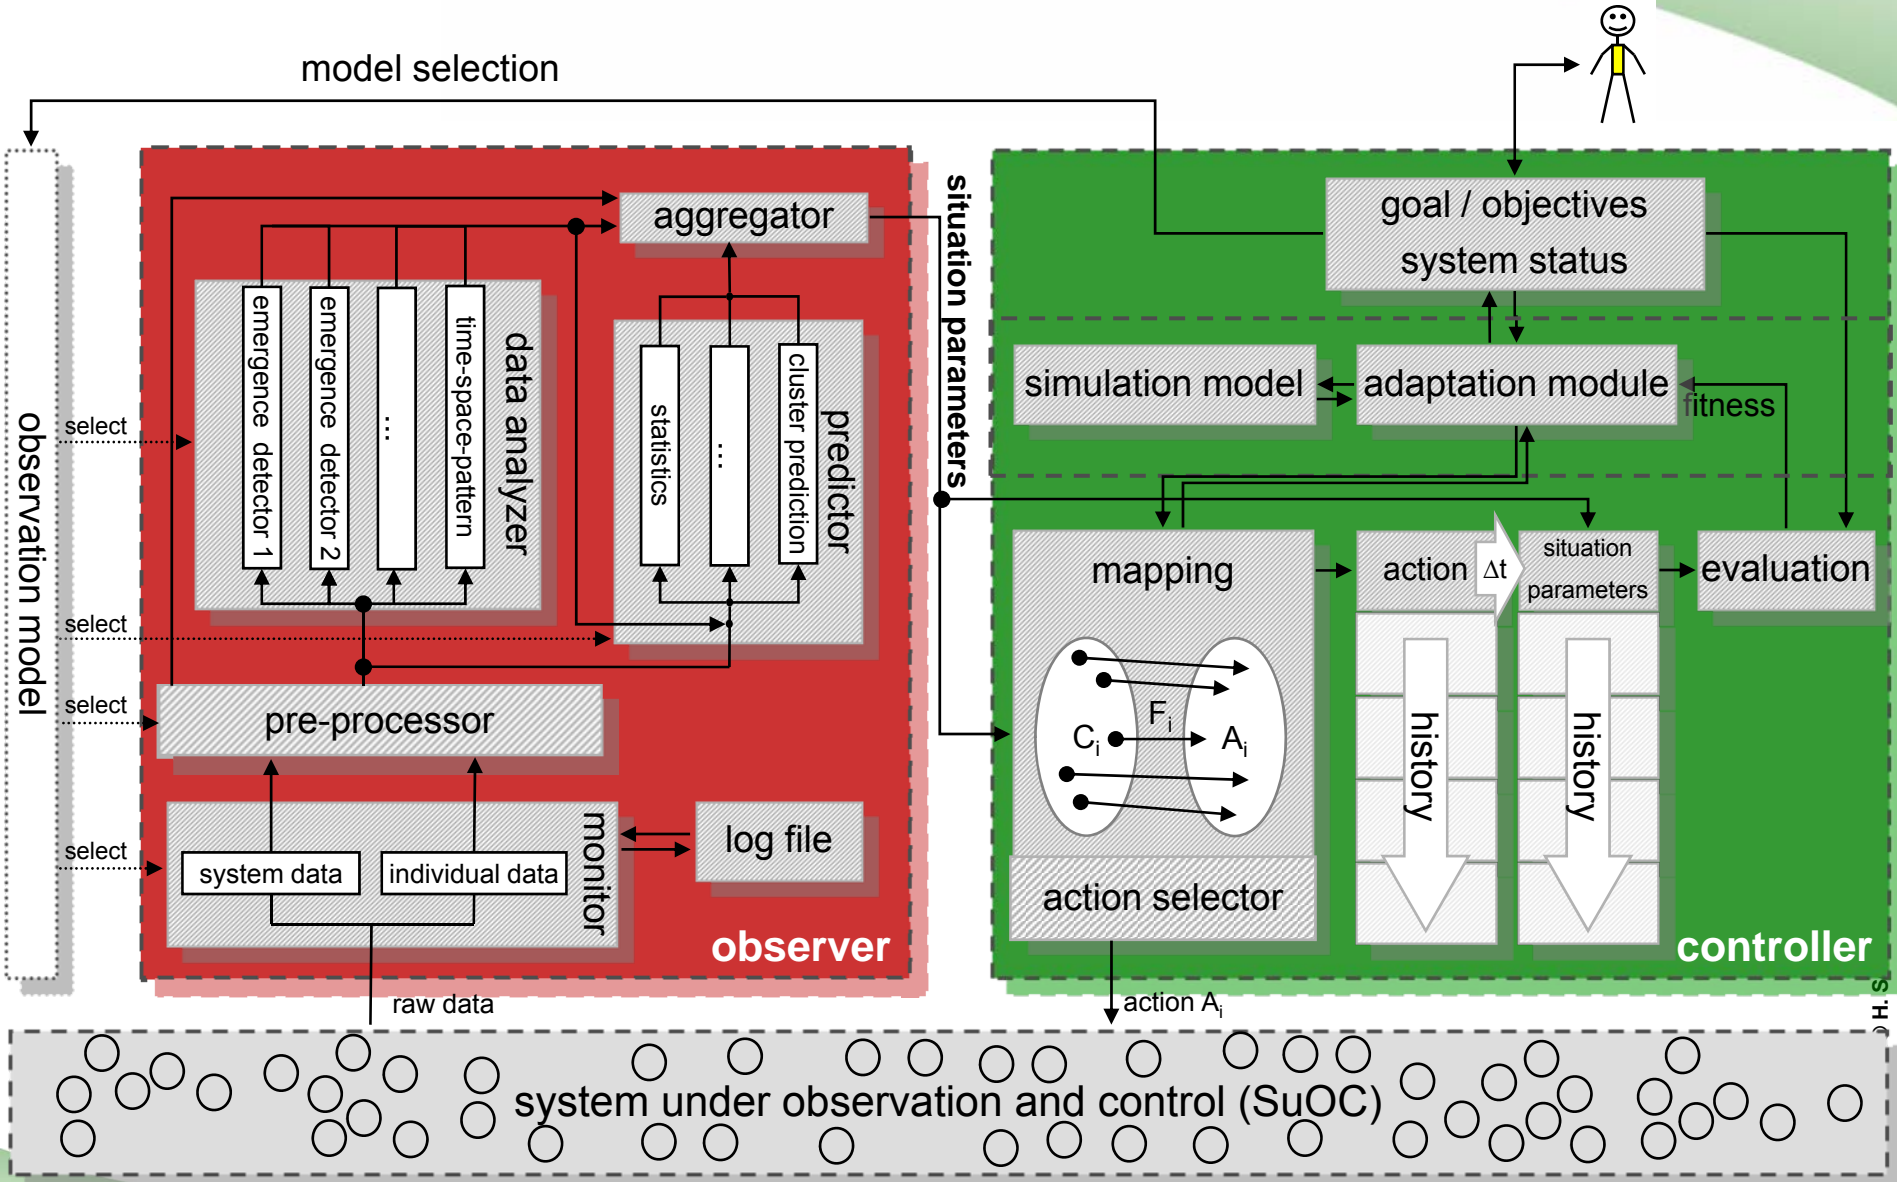 model selection
observation model
select
select
select
select
aggregator
emergence detector 1
emergence detector 2
...
time-space-pattern
data analyzer
statistics
...
cluster prediction
predictor
pre-processor
system data
individual data
monitor
log file
observer
raw data
situation parameters
goal / objectives
system status
simulation model
adaptation module
fitness
mapping
Ci
Fi
Ai
action selector
action
Δt
situation
parameters
evaluation
history
history
controller
action Ai
system under observation and control (SuOC)
H. S